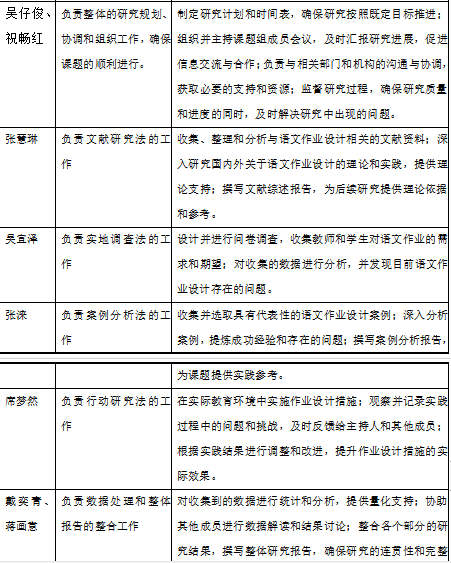 吴仔俊、
祝畅红
负责整体的研究规划、
协调和组织工作，确保
课题的顺利进行。
制定研究计划和时间表，确保研究按照既定目标推进；
组织并主持课题组成员会议，及时汇报研究进展，促进
信息交流与合作；负责与相关部门和机构的沟通与协调，
获取必要的支持和资源；监督研究过程，确保研究质量
和进度的同时，及时解决研究中出现的问题。
张慧琳
负责文献研究法的工
作
收集、整理和分析与语文作业设计相关的文献资料；深
入研究国内外关于语文作业设计的理论和实践，提供理
论支持；撰写文献综述报告，为后续研究提供理论依据
和参考。
吴宜泽
负责实地调查法的工
作
设计并进行问卷调查，收集教师和学生对语文作业的需
求和期望；对收集的数据进行分析，并发现目前语文作
业设计存在的问题。
张涞
负责案例分析法的工
作
收集并选取具有代表性的语文作业设计案例；深入分析
案例，提炼成功经验和存在的问题；撰写案例分析报告，
为课题提供实践参考。
席梦然
负责行动研究法的工
作
在实际教育环境中实施作业设计措施；观察并记录实践
过程中的问题和挑战，及时反馈给主持人和其他成员；
根据实践结果进行调整和改进，提升作业设计措施的实
际效果。
戴奕青、
蒋画意
负责数据处理和整体
报告的整合工作
对收集到的数据进行统计和分析，提供量化支持；协助
其他成员进行数据解读和结果讨论；整合各个部分的研
究结果，撰写整体研究报告，确保研究的连贯性和完整